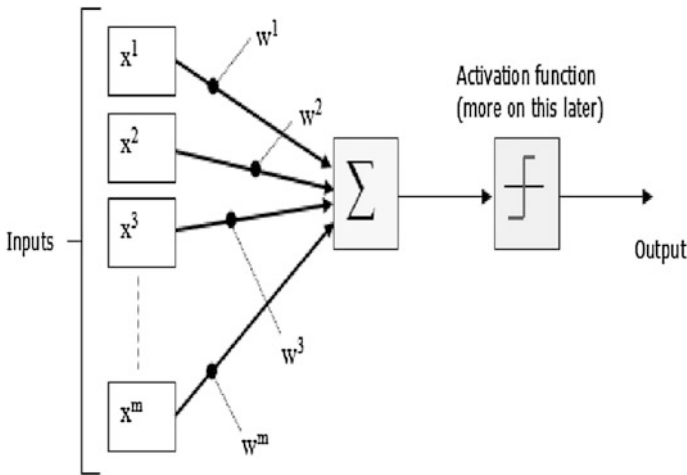 x¹
w¹
x²
w²
x³
w³
xᵐ
wᵐ
Inputs
∑
Activation function
(more on this later)
Output